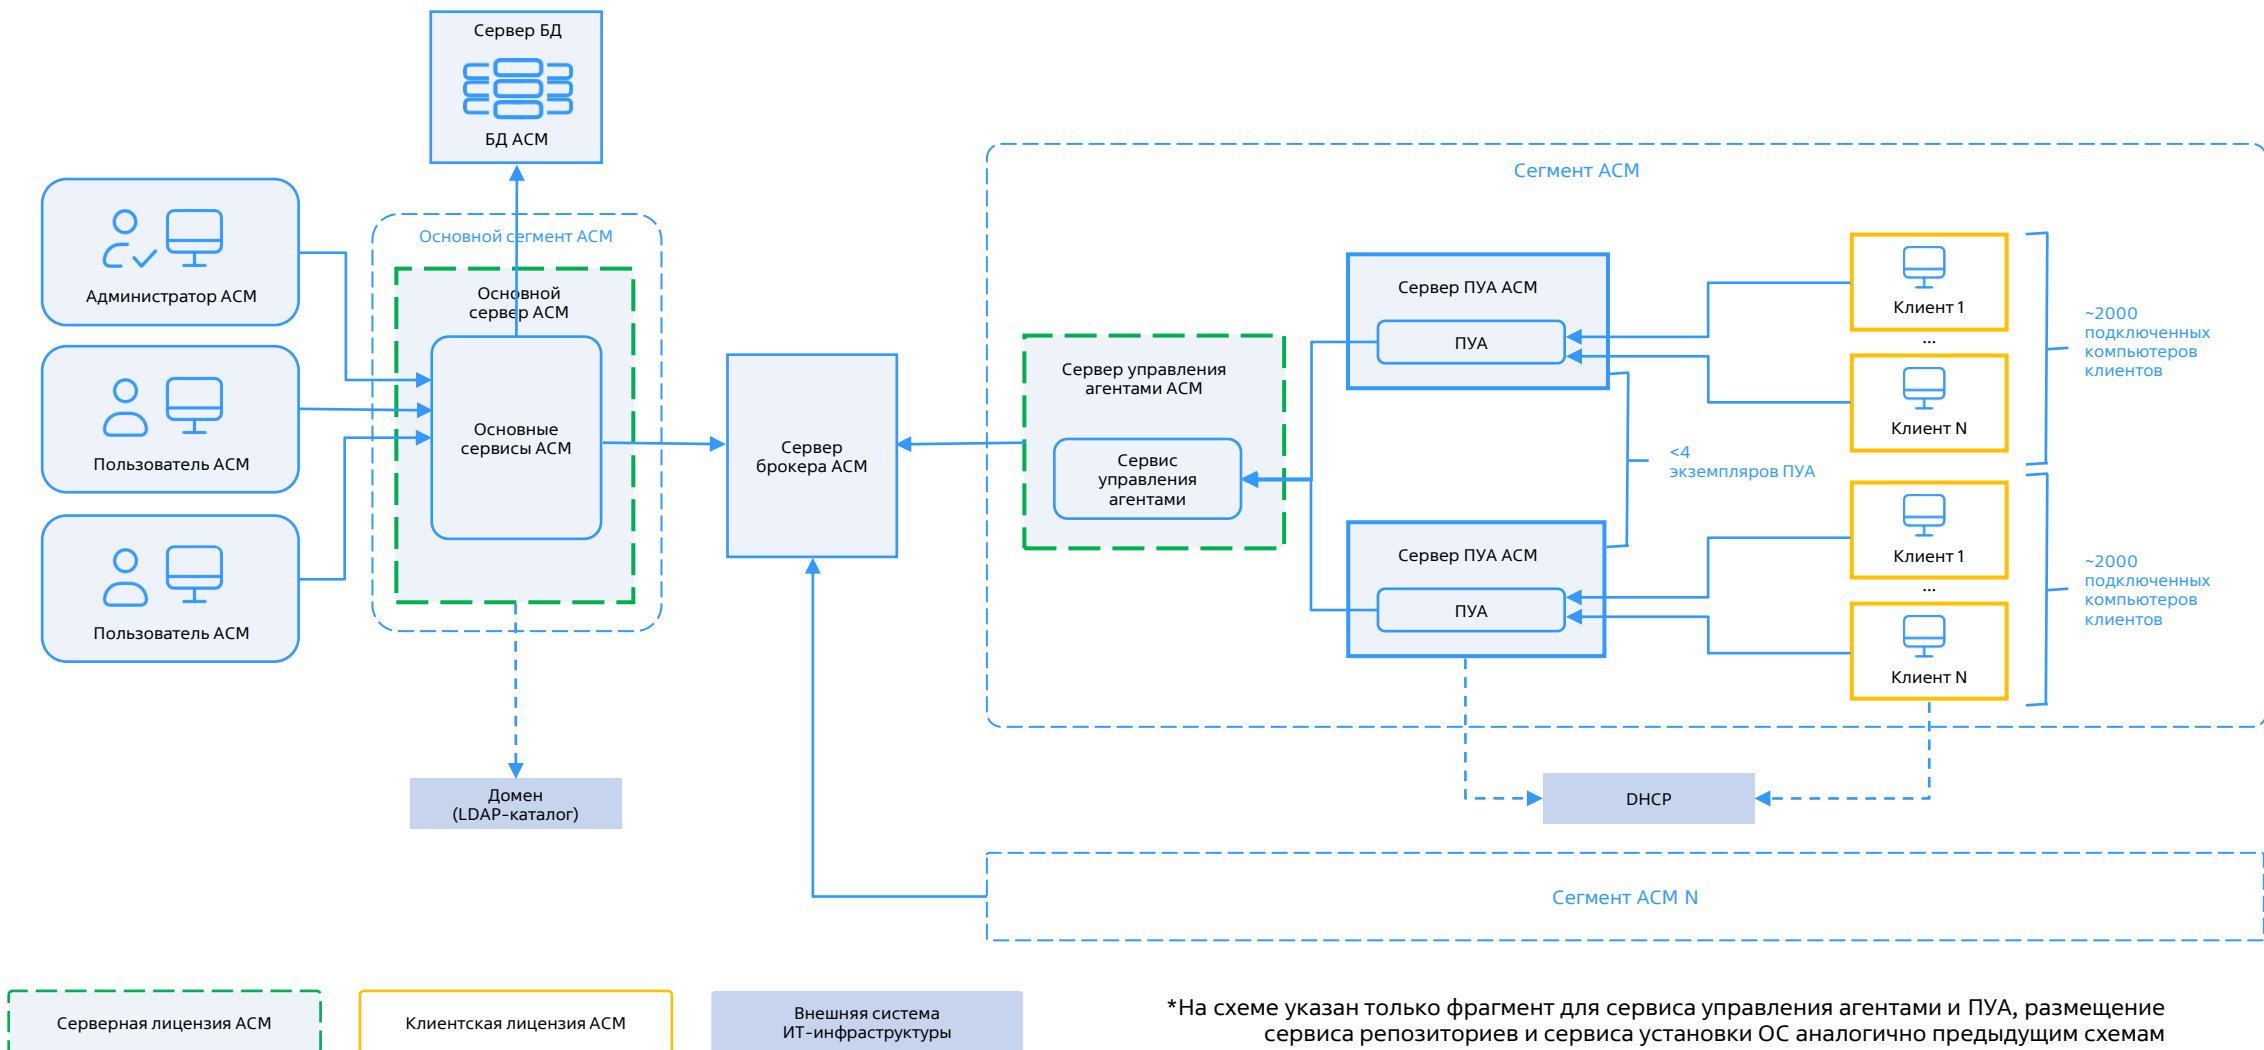 Сервер БД
БД АСМ
Администратор АСМ
Пользователь АСМ
Пользователь АСМ
Основной сегмент АСМ
Основной
сервер АСМ
Основные
сервисы АСМ
Домен
(LDAP-каталог)
Сервер
брокера АСМ
Сегмент АСМ
Сервер управления
агентами АСМ
Сервис
управления
агентами
Сервер ПУА АСМ
ПУА
<4
экземпляров ПУА
Сервер ПУА АСМ
ПУА
Клиент 1
...
Клиент N
~2000
подключенных
компьютеров
клиентов
Клиент 1
...
Клиент N
~2000
подключенных
компьютеров
клиентов
DHCP
Сегмент АСМ N
Серверная лицензия АСМ
Клиентская лицензия АСМ
Внешняя система
ИТ-инфраструктуры
*На схеме указан только фрагмент для сервиса управления агентами и ПУА, размещение
сервиса репозиториев и сервиса установки ОС аналогично предыдущим схемам